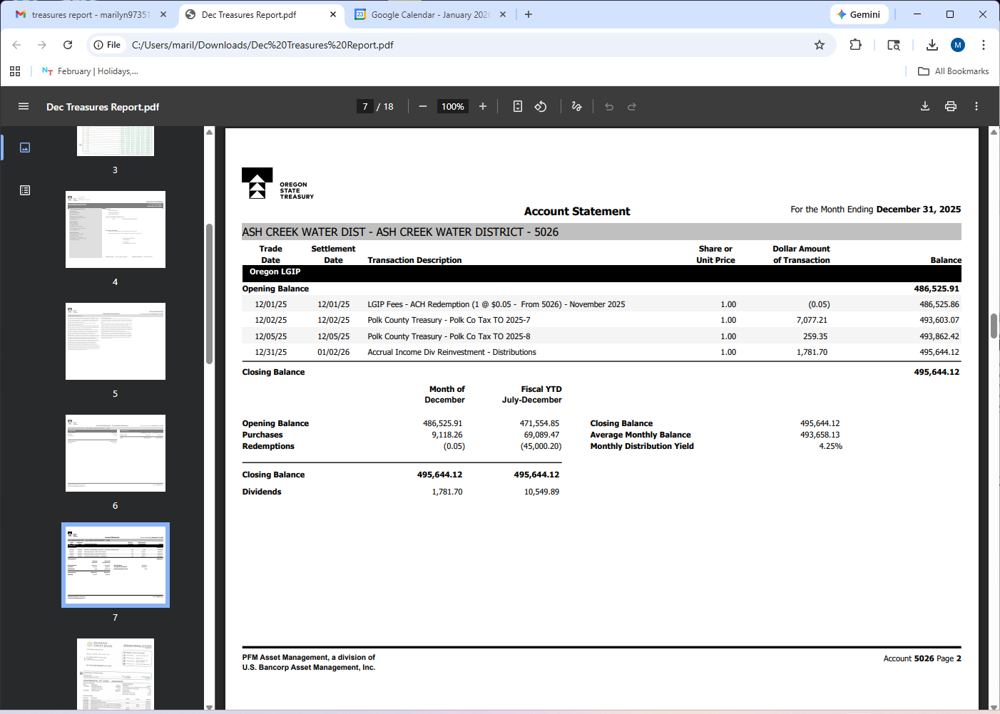 treasures report - marilyn97351
Dec Treasures Report.pdf
23 Google Calendar - January 2026
Gemini
File C:/Users/maril/Downloads/Dec%20Treasures%20Report.pdf
M
NT February | Holidays,...
All Bookmarks
Dec Treasures Report.pdf
7 / 18
100%
3
4
5
6
7
OREGON
STATE
TREASURY
Account Statement
For the Month Ending December 31, 2025
ASH CREEK WATER DIST - ASH CREEK WATER DISTRICT - 5026
Trade Settlement Share or Dollar Amount
Date Date Transaction Description Unit Price of Transaction Balance
Oregon LGIP
Opening Balance 486,525.91
12/01/25 12/01/25 LGIP Fees - ACH Redemption (1 @ $0.05 - From 5026) - November 2025 1.00 (0.05) 486,525.86
12/02/25 12/02/25 Polk County Treasury - Polk Co Tax TO 2025-7 1.00 7,077.21 493,603.07
12/05/25 12/05/25 Polk County Treasury - Polk Co Tax TO 2025-8 1.00 259.35 493,862.42
12/31/25 01/02/26 Accrual Income Div Reinvestment - Distributions 1.00 1,781.70 495,644.12
Closing Balance 495,644.12
Month of Fiscal YTD
December July-December
Opening Balance 486,525.91 471,554.85 Closing Balance 495,644.12
Purchases 9,118.26 69,089.47 Average Monthly Balance 493,658.13
Redemptions (0.05) (45,000.20) Monthly Distribution Yield 4.25%
Closing Balance 495,644.12 495,644.12
Dividends 1,781.70 10,549.89
PFM Asset Management, a division of
U.S. Bancorp Asset Management, Inc.
Account 5026 Page 2